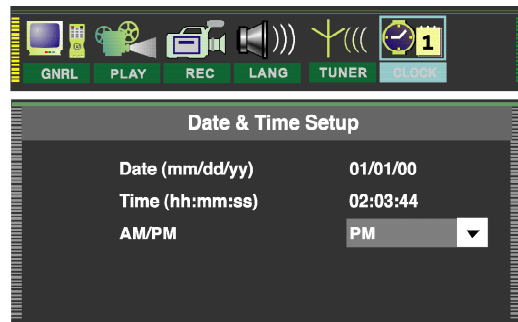 1
GNRL PLAY REC LANG TUNER CLOCK
Date & Time Setup
Date (mm/dd/yy) 01/01/00
Time (hh:mm:ss) 02:03:44
AM/PM PM